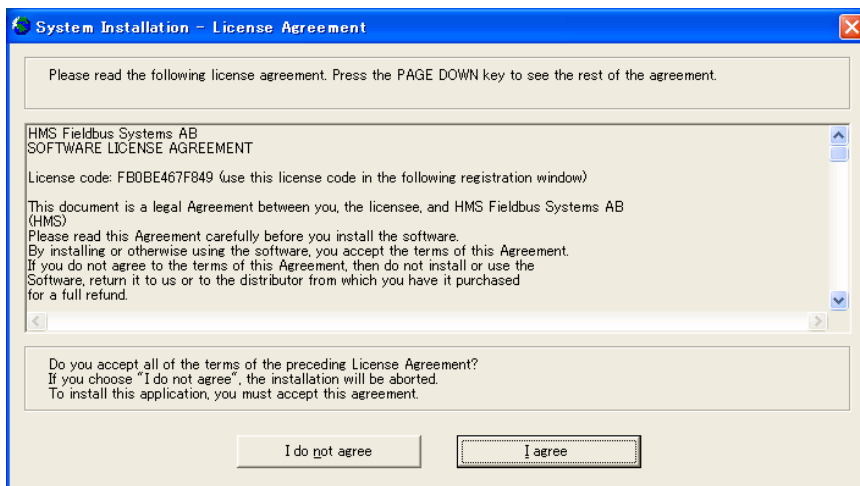 System Installation - License Agreement
Please read the following license agreement. Press the PAGE DOWN key to see the rest of the agreement.
HMS Fieldbus Systems AB
SOFTWARE LICENSE AGREEMENT
License code: FB0BE467F849 (use this license code in the following registration window)
This document is a legal Agreement between you, the licensee, and HMS Fieldbus Systems AB
(HMS)
Please read this Agreement carefully before you install the software.
By installing or otherwise using the software, you accept the terms of this Agreement.
If you do not agree to the terms of this Agreement, then do not install or use the
Software, return it to us or to the distributor from which you have it purchased
for a full refund.
Do you accept all of the terms of the preceding License Agreement?
If you choose "I do not agree", the installation will be aborted.
To install this application, you must accept this agreement.
I do not agree
I agree